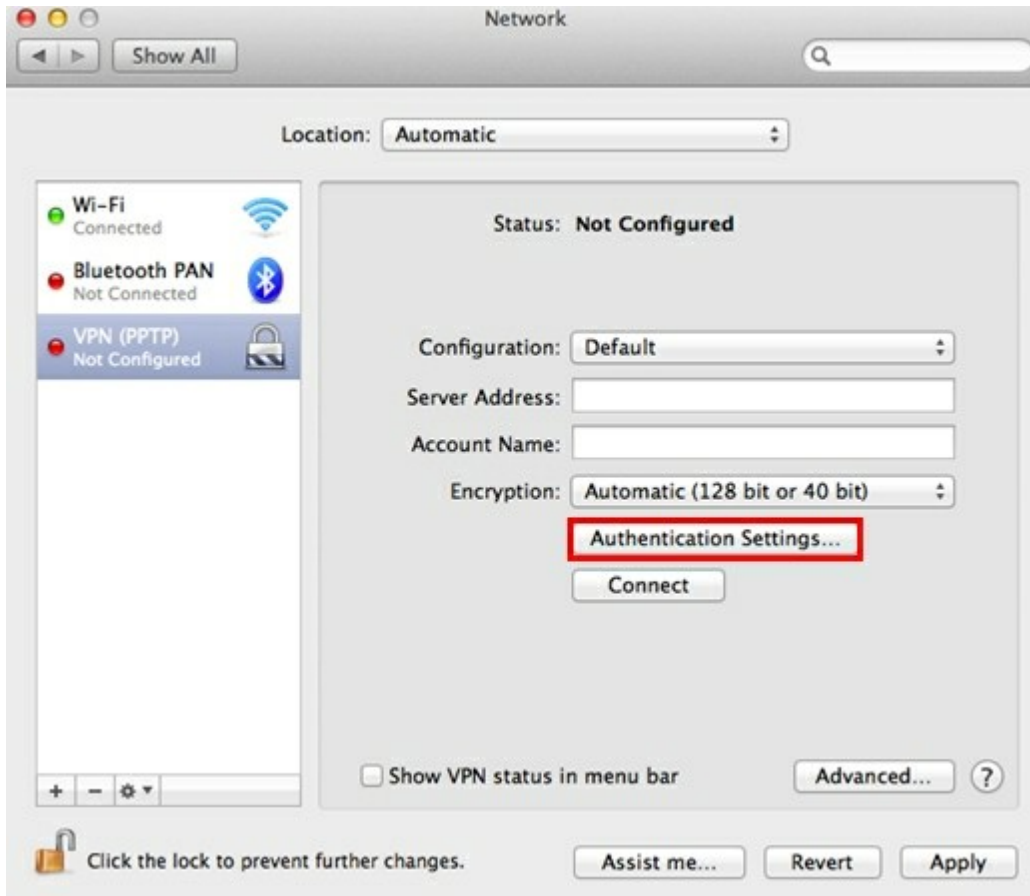 Network
Show All
Location: Automatic
Wi-Fi
Connected
Bluetooth PAN
Not Connected
VPN (PPTP)
Not Configured
Status: Not Configured
Configuration: Default
Server Address:
Account Name:
Encryption: Automatic (128 bit or 40 bit)
Authentication Settings...
Connect
Show VPN status in menu bar
Advanced... ?
+ −
Click the lock to prevent further changes.
Assist me... Revert Apply